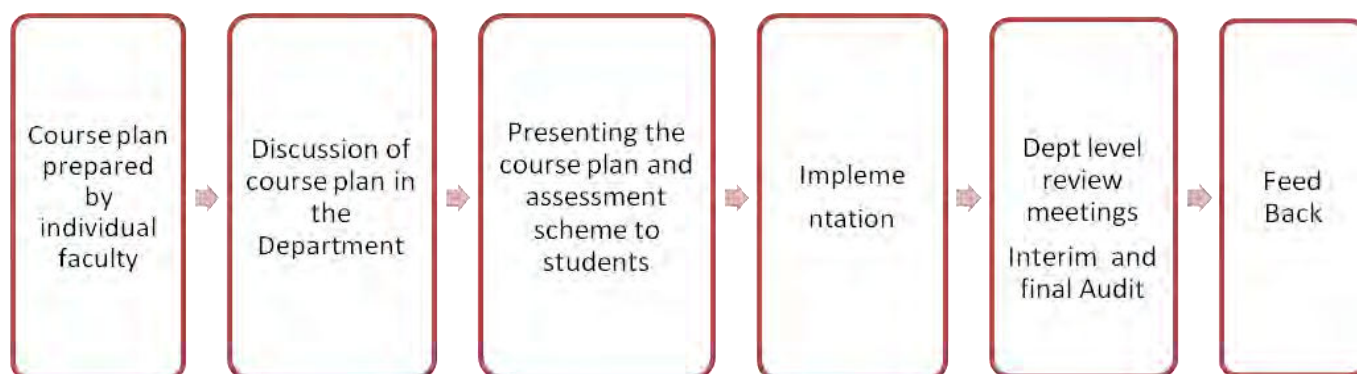 Course plan
prepared
by
individual
faculty
Discussion of
course plan in
the
Department
Presenting the
course plan and
assessment
scheme to
students
Impleme
ntation
Dept level
review
meetings
Interim and
final Audit
Feed
Back